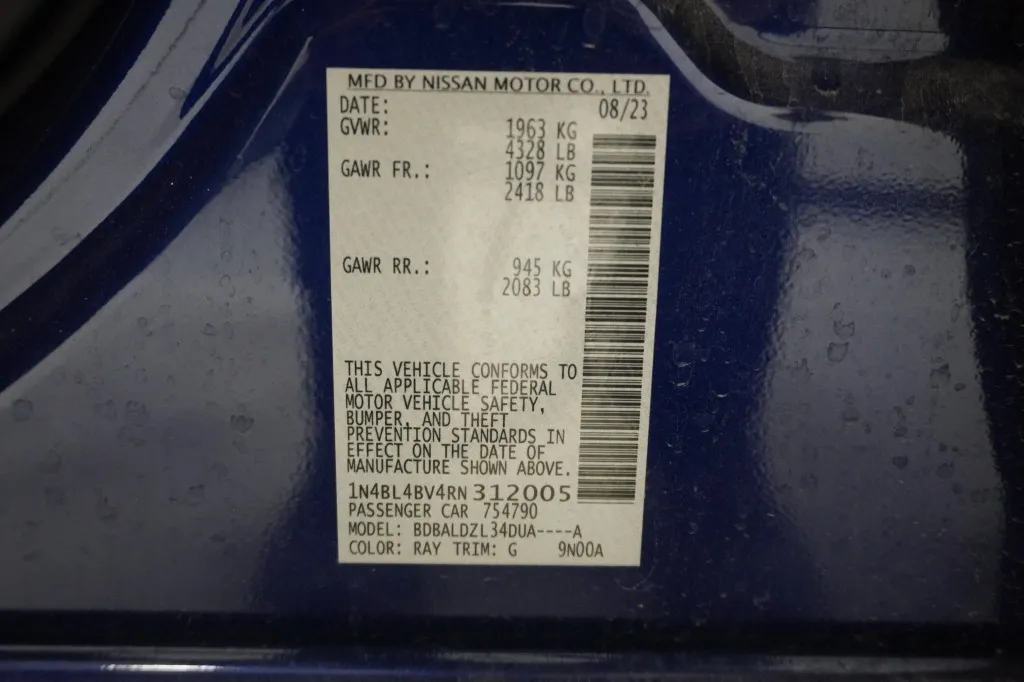 MFD BY NISSAN MOTOR CO., LTD.
DATE: 08/23
GVWR: 1963 KG
4328 LB
GAWR FR.: 1097 KG
2418 LB
GAWR RR.: 945 KG
2083 LB
THIS VEHICLE CONFORMS TO
ALL APPLICABLE FEDERAL
MOTOR VEHICLE SAFETY,
BUMPER, AND THEFT
PREVENTION STANDARDS IN
EFFECT ON THE DATE OF
MANUFACTURE SHOWN ABOVE.
1N4BL4BV4RN312005
PASSENGER CAR 754790
MODEL: BDBALDZL34DUA----A
COLOR: RAY TRIM: G 9N00A